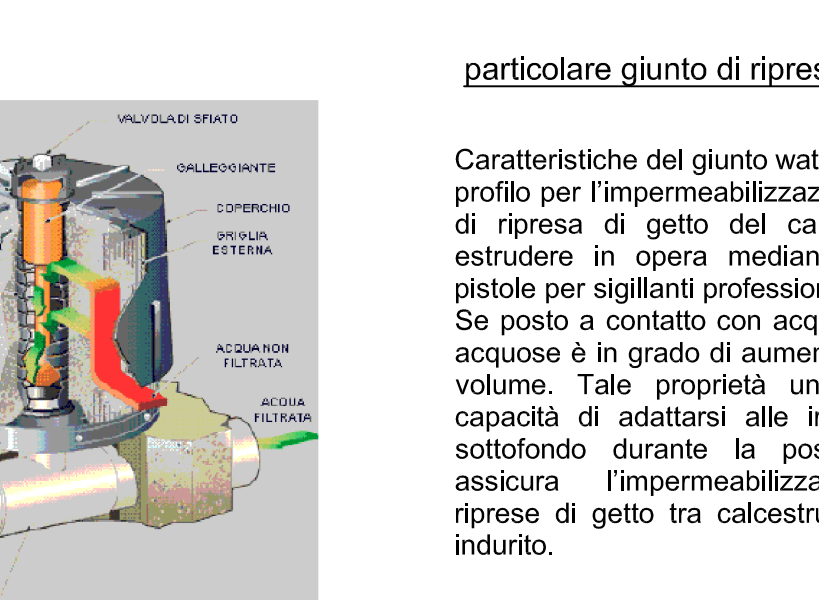 VALVOLA DI SFIATO
GALLEGGIANTE
COPERCHIO
GRIGLIA
ESTERNA
ACQUA NON
FILTRATA
ACQUA
FILTRATA
particolare giunto di ripres
Caratteristiche del giunto wat
profilo per l’impermeabilizzaz
di ripresa di getto del ca
estrudere in opera median
pistole per sigillanti profession
Se posto a contatto con acq
acquose è in grado di aumen
volume. Tale proprietà un
capacità di adattarsi alle ir
sottofondo durante la pos
assicura l’impermeabilizza
riprese di getto tra calcestru
indurito.